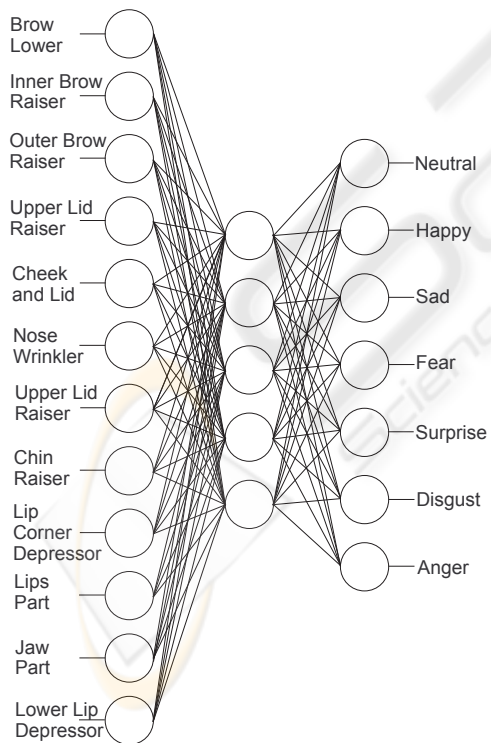 Brow
Lower
Inner Brow
Raiser
Outer Brow
Raiser
Upper Lid
Raiser
Cheek
and Lid
Nose
Wrinkler
Upper Lid
Raiser
Chin
Raiser
Lip
Corner
Depressor
Lips
Part
Jaw
Part
Lower Lip
Depressor
Neutral
Happy
Sad
Fear
Surprise
Disgust
Anger